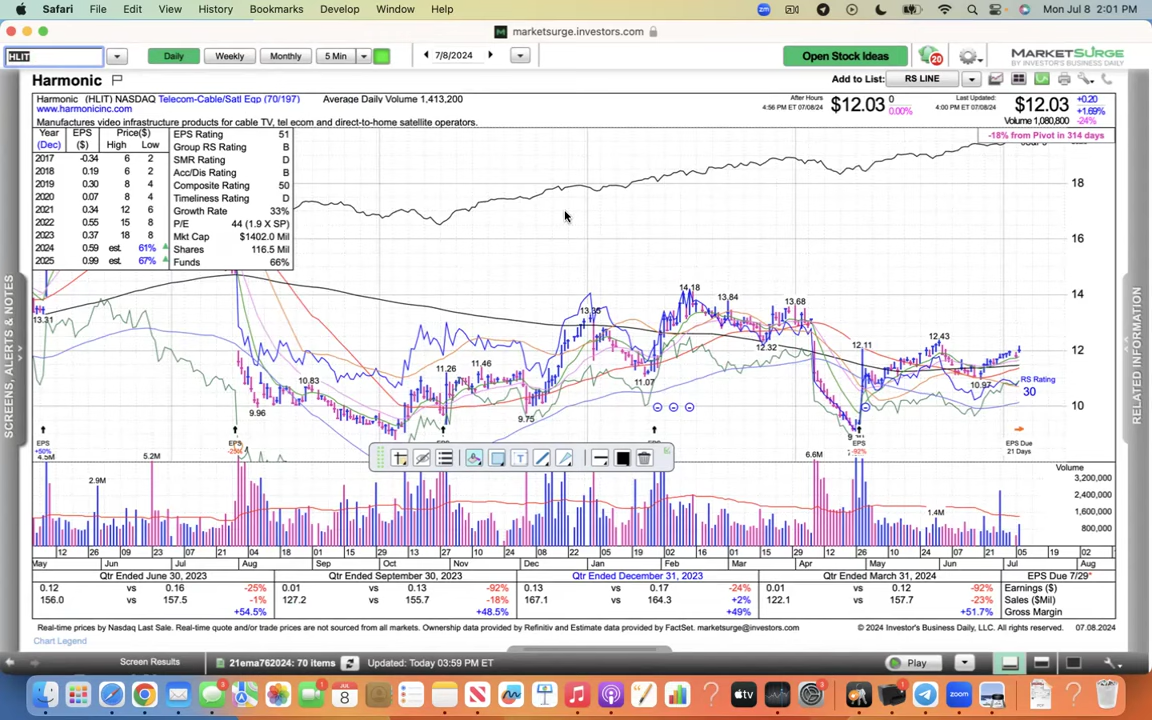 Safari File Edit View History Bookmarks Develop Window Help Mon Jul 8 2:01 PM
marketsurge.investors.com
HLIT Daily Weekly Monthly 5 Min 7/8/2024 Open Stock Ideas 20 MARKETSURGE
BY INVESTOR'S BUSINESS DAILY
Harmonic Add to List: RS LINE
Harmonic (HLIT) NASDAQ Telecom-Cable/Satl Eqp (70/197) Average Daily Volume 1,413,200
www.harmonicinc.com
Manufactures video infrastructure products for cable TV, tel ecom and direct-to-home satellite operators.
After Hours
4:56 PM ET 07/08/24
$12.03 0
0.00%
Last Updated:
4:00 PM ET 07/08/24
$12.03 +0.20
+1.69%
Volume 1,080,800 -24%
-18% from Pivot in 314 days
Year EPS Price($)
(Dec) ($) High Low
2017 -0.34 6 2
2018 0.19 6 2
2019 0.30 8 4
2020 0.07 8 4
2021 0.34 12 6
2022 0.55 15 8
2023 0.37 18 8
2024 0.59 est. 61%
2025 0.99 est. 67%
EPS Rating 51
Group RS Rating B
SMR Rating D
Acc/Dis Rating B
Composite Rating 50
Timeliness Rating D
Growth Rate 33%
P/E 44 (1.9 X SP)
Mkt Cap $1402.0 Mil
Shares 116.5 Mil
Funds 66%
18
16
14
12
10
13.31
9.96
10.83
11.26
11.46
9.75
11.07
14.18
13.84
12.32
13.68
12.11
12.43
10.97
RS Rating
30
EPS
+50%
EPS
-25%
EPS
-92%
EPS Due
21 Days
4.5M 2.9M 5.2M 6.6M 1.4M
Volume
3,200,000
2,400,000
1,600,000
800,000
12 26 09 23 07 21 04 18 01 15 29 13 27 10 24 08 22 05 19 02 16 01 15 29 12 26 10 24 07 21 05 19 02
May Jun Jul Aug Sep Oct Nov Dec Jan Feb Mar Apr May Jun Jul Aug
Qtr Ended June 30, 2023 Qtr Ended September 30, 2023 Qtr Ended December 31, 2023 Qtr Ended March 31, 2024 EPS Due 7/29*
0.12 vs 0.16 -25% 0.01 vs 0.13 -92% 0.13 vs 0.17 -24% 0.01 vs 0.12 -92% Earnings ($)
156.0 vs 157.5 -1% 127.2 vs 155.7 -18% 167.1 vs 164.3 +2% 122.1 vs 157.7 -23% Sales ($Mil)
+54.5% +48.5% +49% +51.7% Gross Margin
Real-time prices by Nasdaq Last Sale. Real-time quote and/or trade prices are not sourced from all markets. Ownership data provided by Refinitiv and Estimate data provided by FactSet. marketsurge@investors.com © 2024 Investor's Business Daily, LLC. All rights reserved. 07.08.2024
Chart Legend
SCREENS, ALERTS & NOTES
RELATED INFORMATION
Screen Results 21ema762024: 70 items Updated: Today 03:59 PM ET Play
JUL
8
tv
zoom